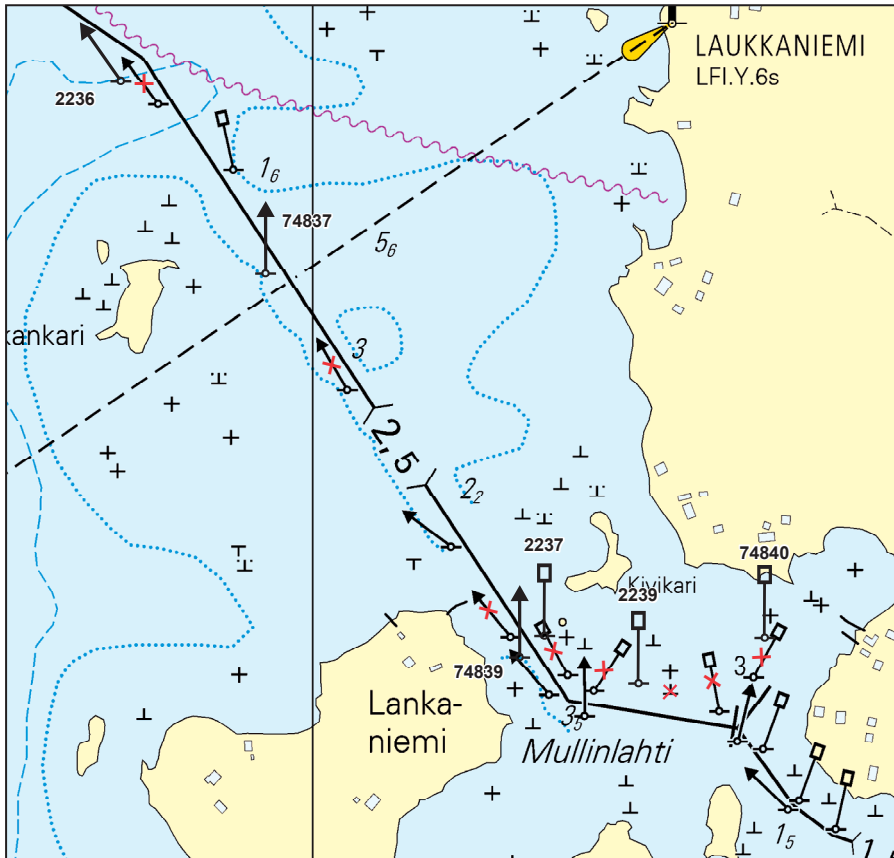 LAUKKANIEMI
LFl.Y.6s
2236
1₆
74837
5₆
kankari
3
2,5
2₂
2237
74840
Kivikari
2239
74839
3
Lanka-
niemi
3₅
Mullinlahti
1₅
1,